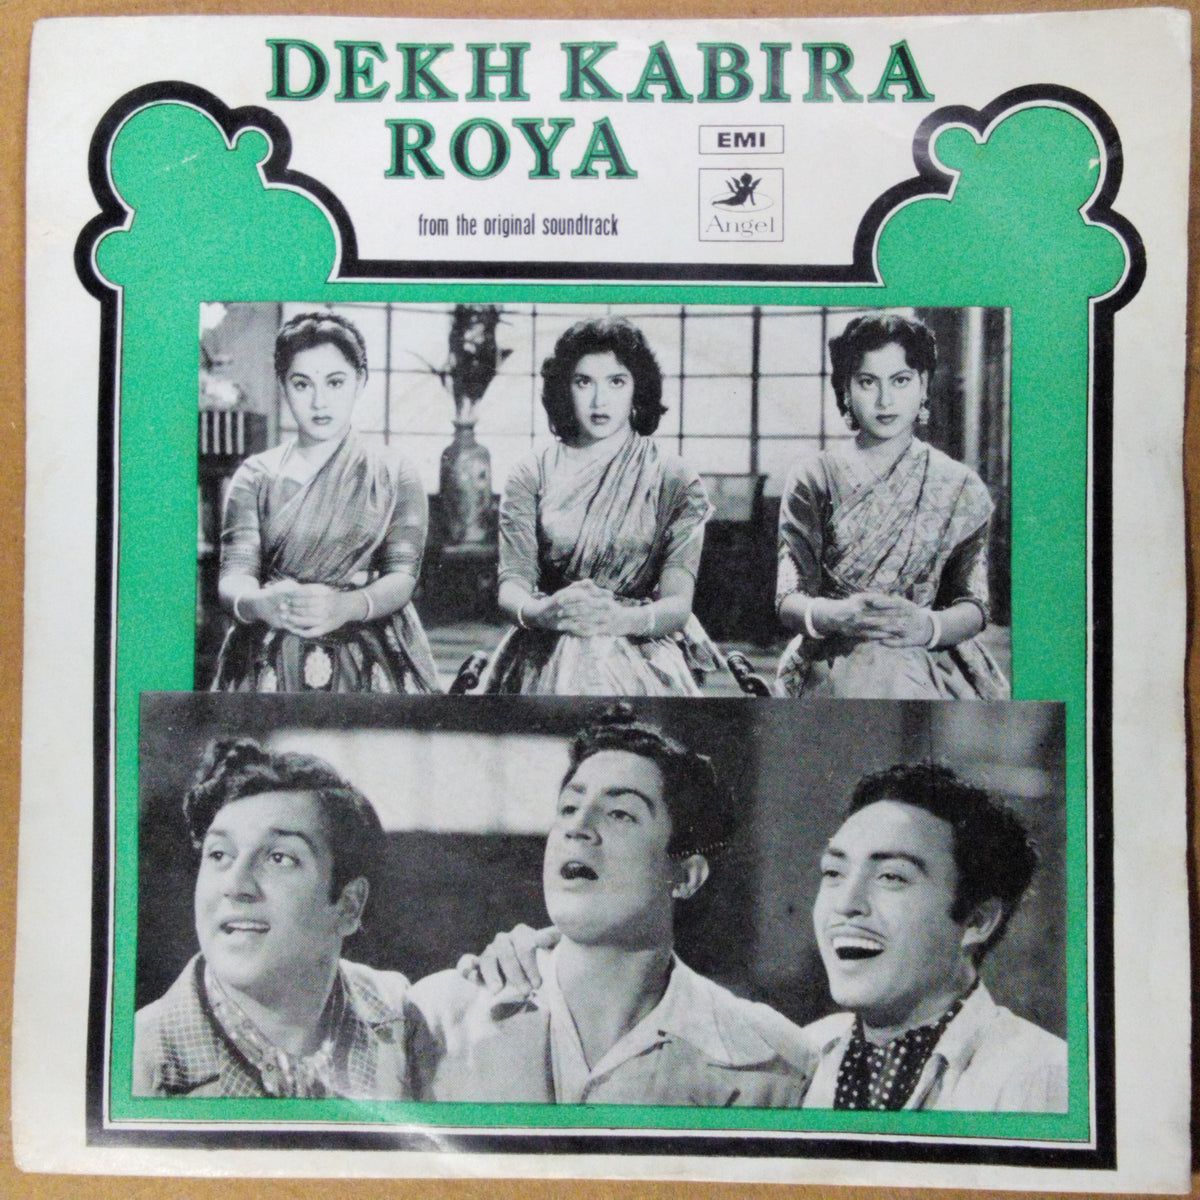 DEKH KABIRA
ROYA
EMI
from the original soundtrack
Angel